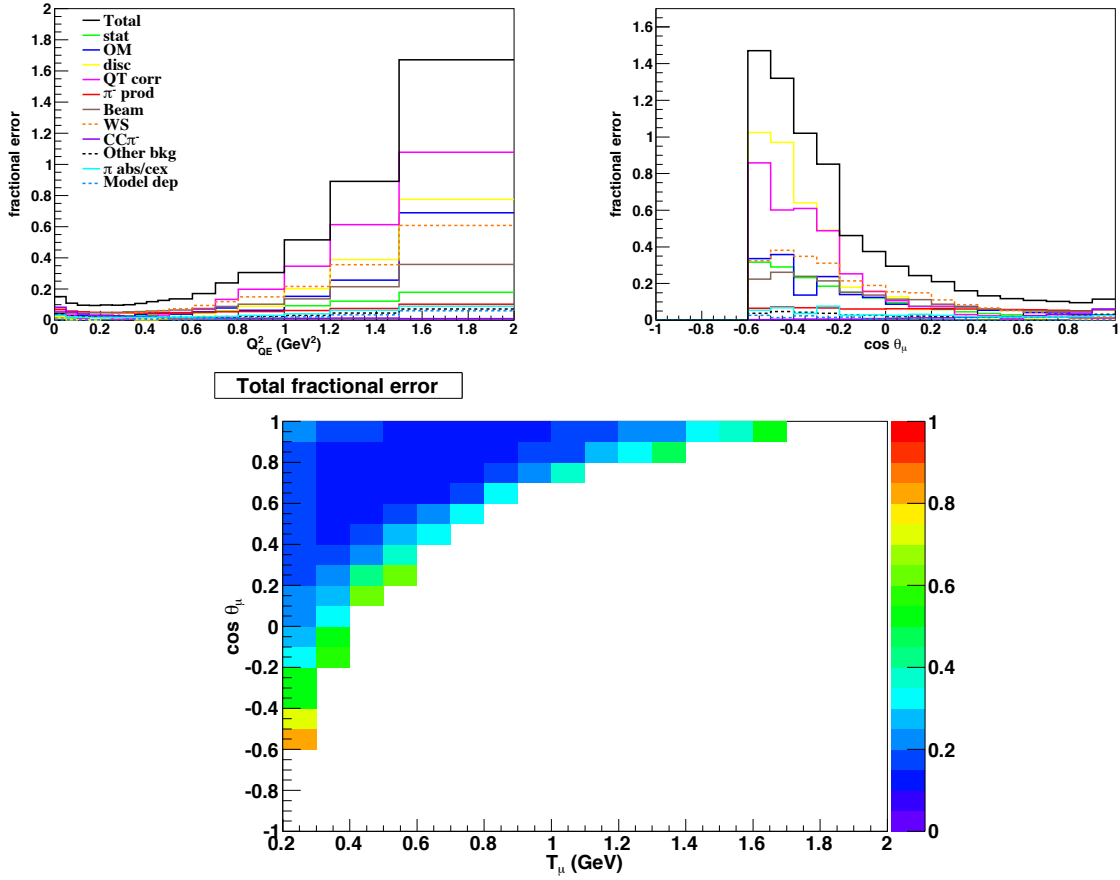 2
1.8
1.6
1.4
1.2
1
0.8
0.6
0.4
0.2
0
fractional error
Total
stat
OM
disc
QT corr
π⁻ prod
Beam
WS
CCπ⁻
Other bkg
π abs/cex
Model dep
0 0.2 0.4 0.6 0.8 1 1.2 1.4 1.6 1.8 2
Q²QE (GeV²)
1.6
1.4
1.2
1
0.8
0.6
0.4
0.2
0
fractional error
-1 -0.8 -0.6 -0.4 -0.2 0 0.2 0.4 0.6 0.8 1
cos θμ
Total fractional error
1
0.8
0.6
0.4
0.2
0
-0.2
-0.4
-0.6
-0.8
-1
cos θμ
0.2 0.4 0.6 0.8 1 1.2 1.4 1.6 1.8 2
Tμ (GeV)
1
0.8
0.6
0.4
0.2
0